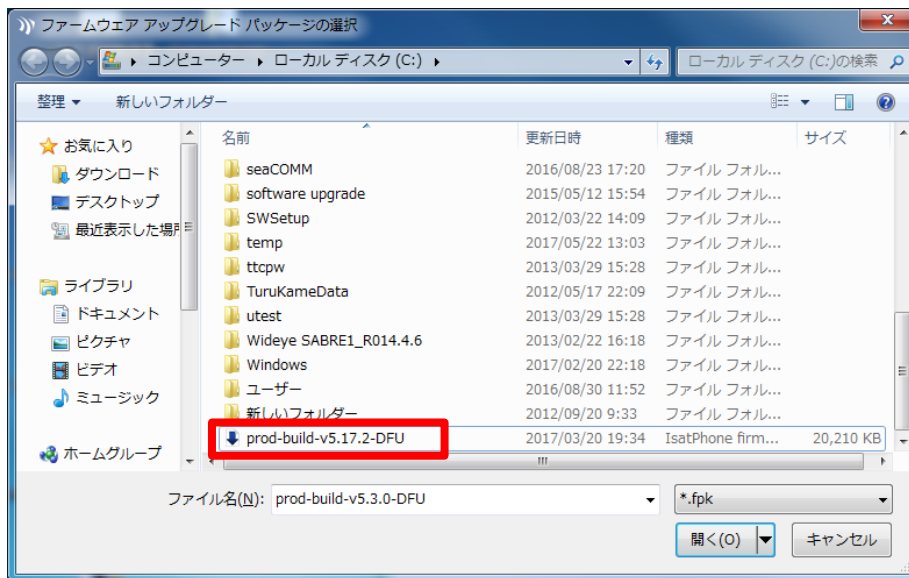 ファームウェア アップグレード パッケージの選択
コンピューター ローカル ディスク (C:)
ローカル ディスク (C:)の検索
整理 新しいフォルダー
お気に入り
ダウンロード
デスクトップ
最近表示した場所
ライブラリ
ドキュメント
ピクチャ
ビデオ
ミュージック
ホームグループ
名前 更新日時 種類 サイズ
seaCOMM 2016/08/23 17:20 ファイル フォル...
software upgrade 2015/05/12 15:54 ファイル フォル...
SWSetup 2012/03/22 14:09 ファイル フォル...
temp 2017/05/22 13:03 ファイル フォル...
ttcpw 2013/03/29 15:28 ファイル フォル...
TuruKameData 2012/05/17 22:09 ファイル フォル...
utest 2013/03/29 15:28 ファイル フォル...
Wideye SABRE1_R014.4.6 2013/02/22 16:18 ファイル フォル...
Windows 2017/02/20 22:18 ファイル フォル...
ユーザー 2016/08/30 11:52 ファイル フォル...
新しいフォルダー 2012/09/20 9:33 ファイル フォル...
prod-build-v5.17.2-DFU 2017/03/20 19:34 IsatPhone firm... 20,210 KB
ファイル名(N): prod-build-v5.3.0-DFU *.fpk
開く(O) キャンセル